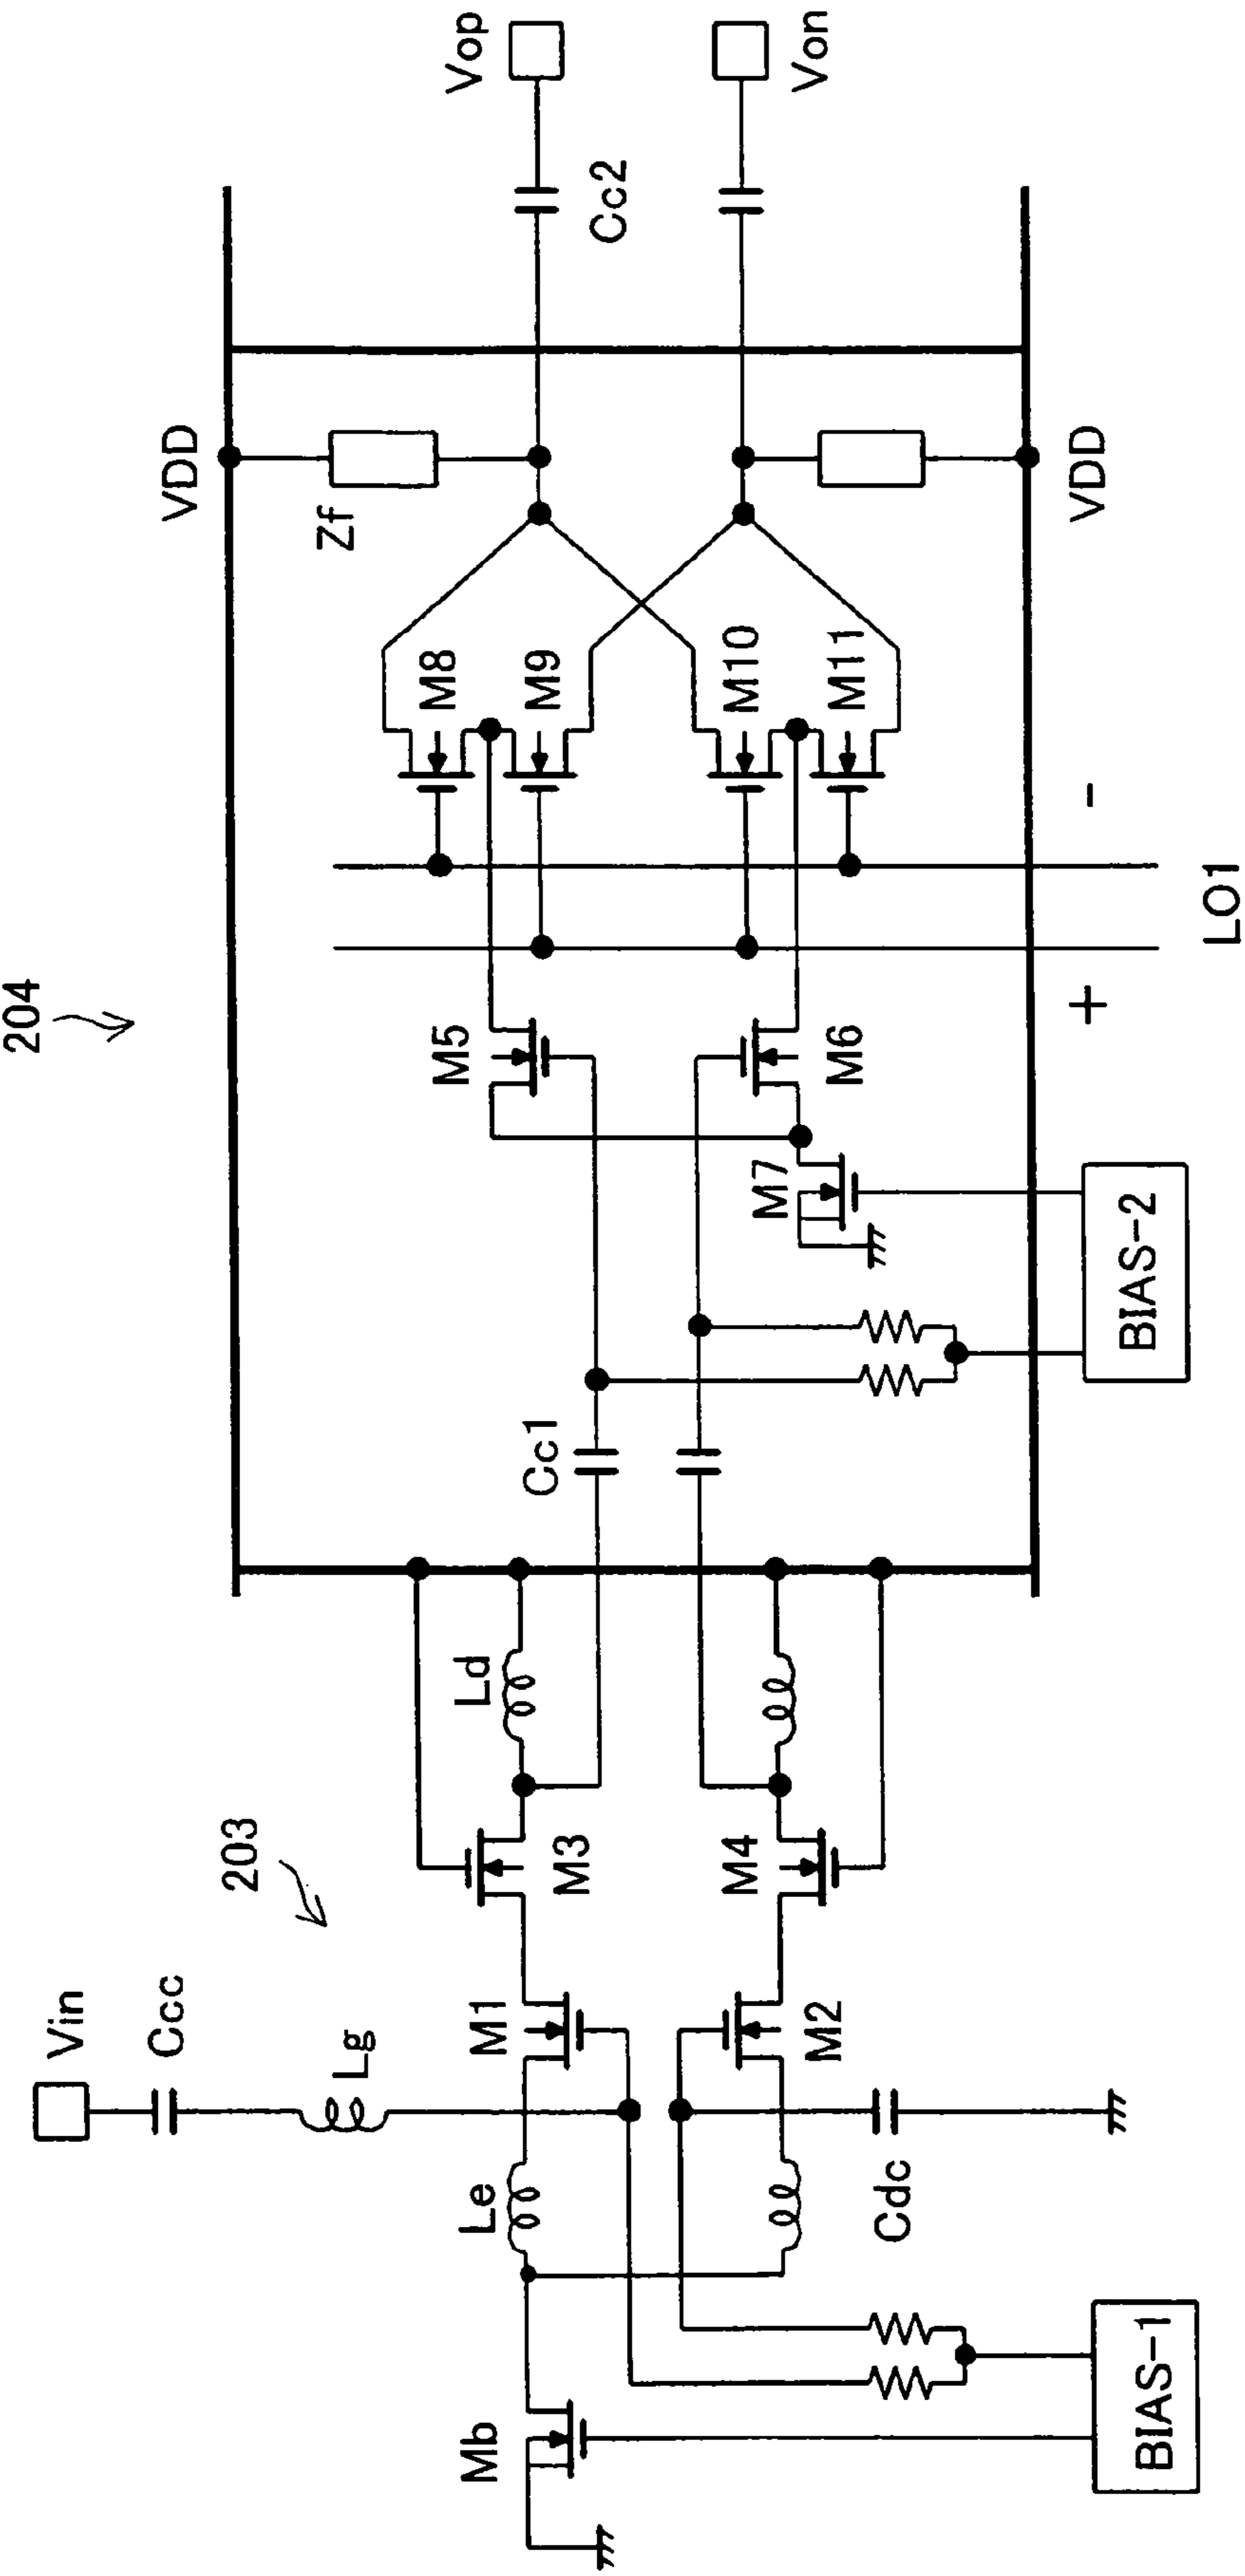 204
203
Vin
Ccc
Lg
Le
Mb
M1
M2
M3
M4
Ld
Cdc
BIAS-1
Cc1
M5
M6
M7
BIAS-2
LO1
+
-
M8
M9
M10
M11
VDD
Zf
VDD
Cc2
Vop
Von